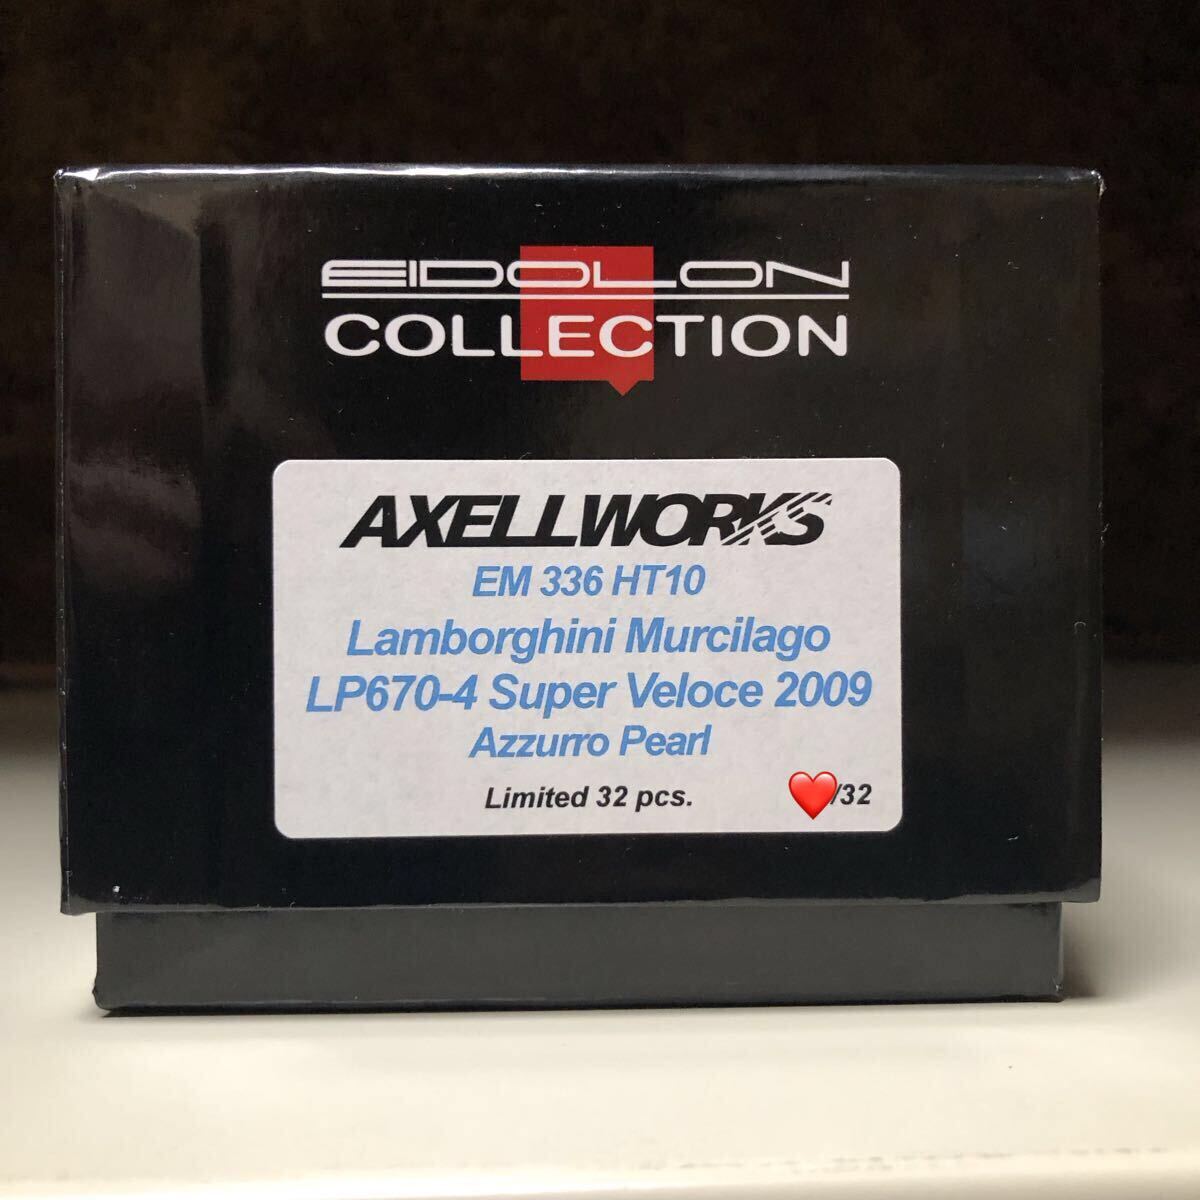 EIDOLON
COLLECTION
AXELLWORKS
EM 336 HT10
Lamborghini Murcilago
LP670-4 Super Veloce 2009
Azzurro Pearl
Limited 32 pcs. /32